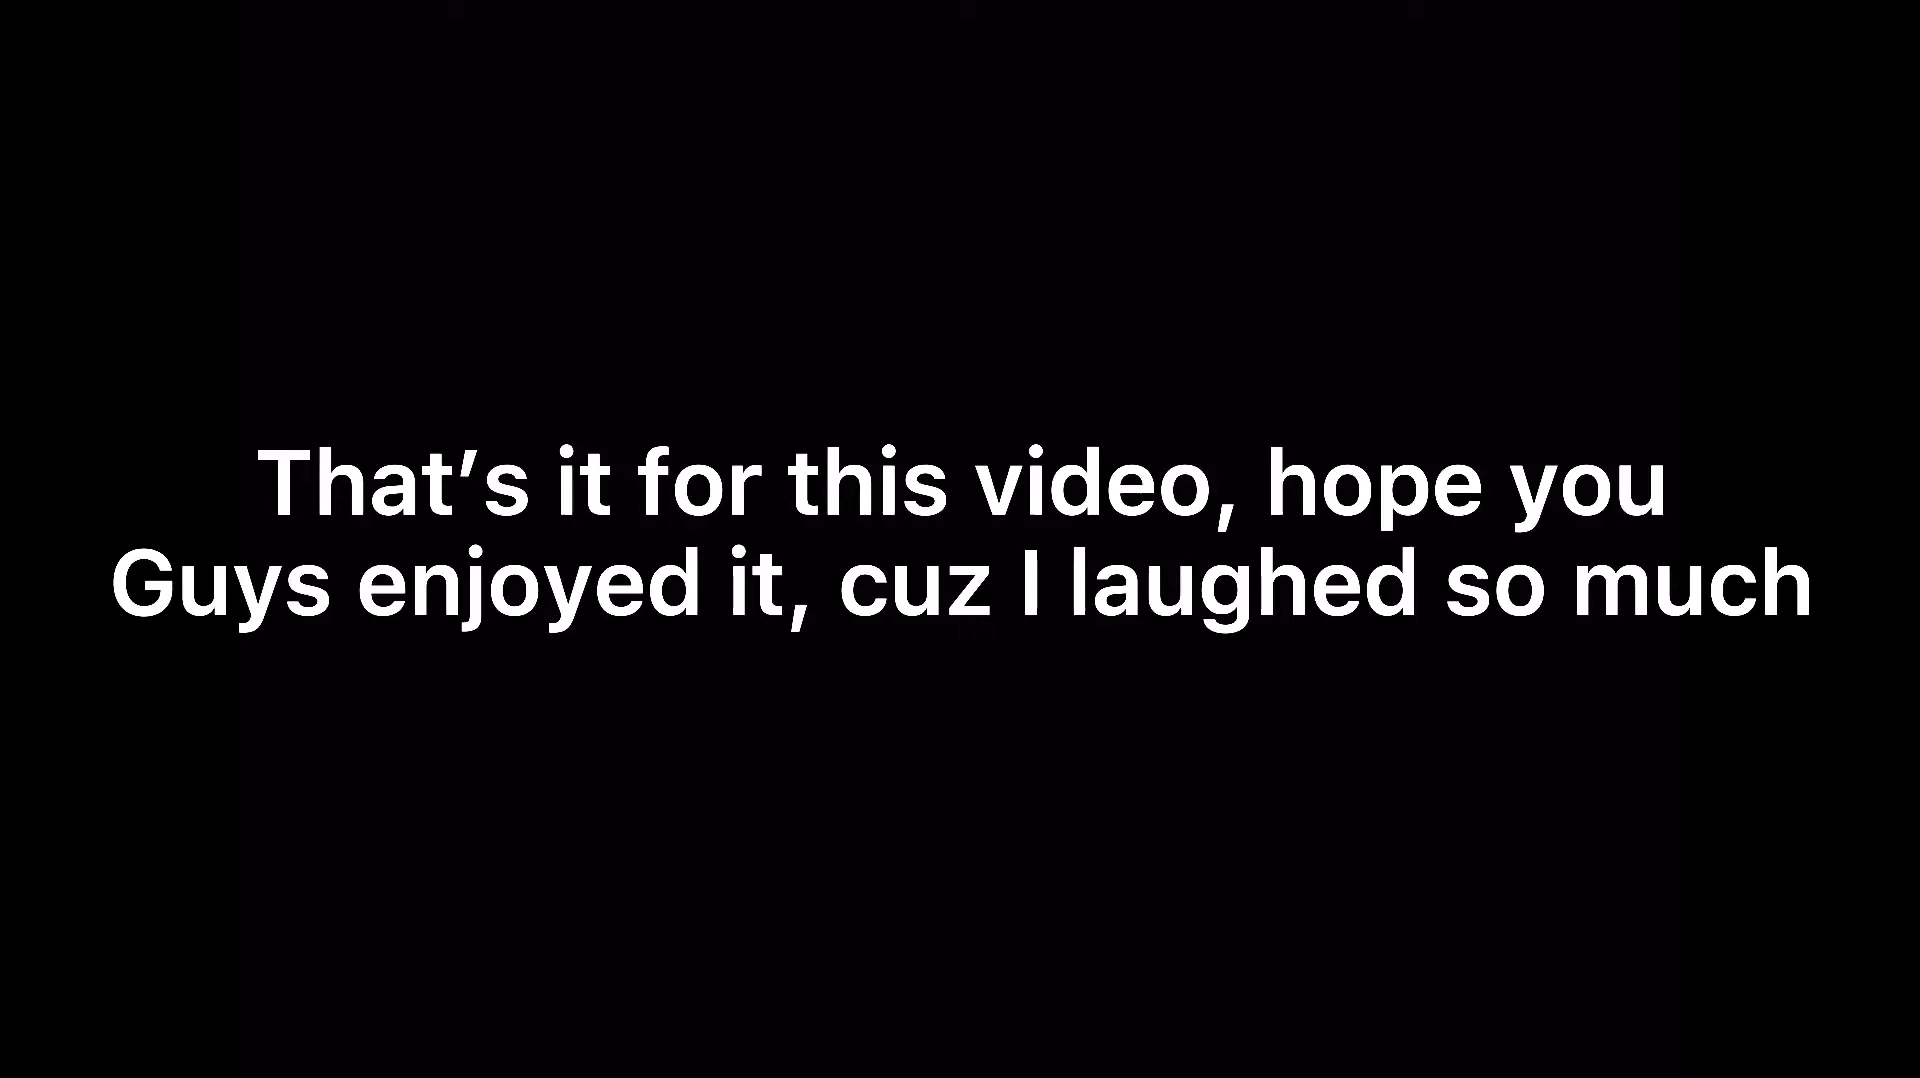 That’s it for this video, hope you
Guys enjoyed it, cuz I laughed so much